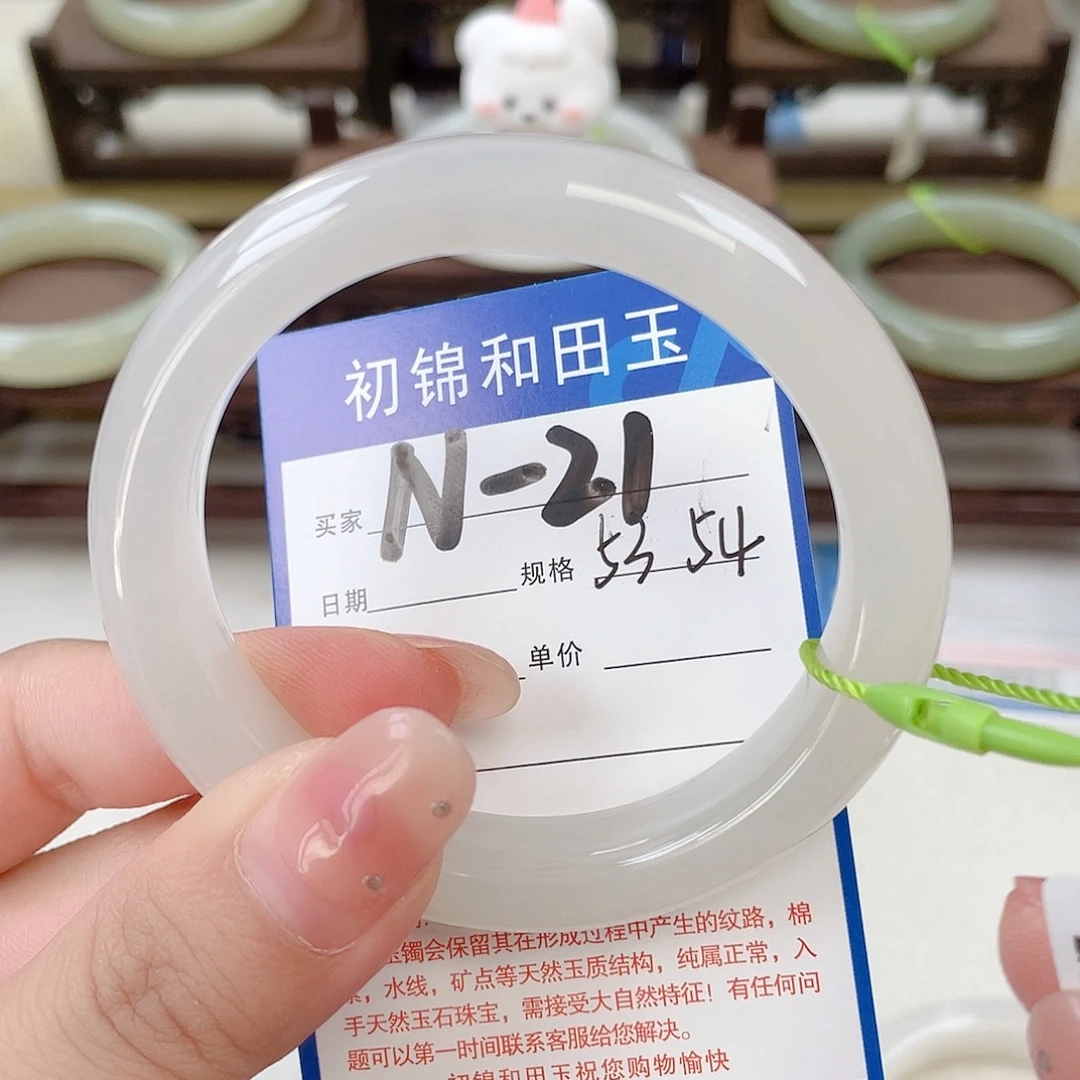 初锦和田玉
买家 N-21
日期 规格 53 54
单价
镯会保留其在形成过程中产生的纹路，棉
，水线，矿点等天然玉质结构，纯属正常，入
手天然玉石珠宝，需接受大自然特征！有任何问
题可以第一时间联系客服给您解决。
初锦和田玉祝您购物愉快